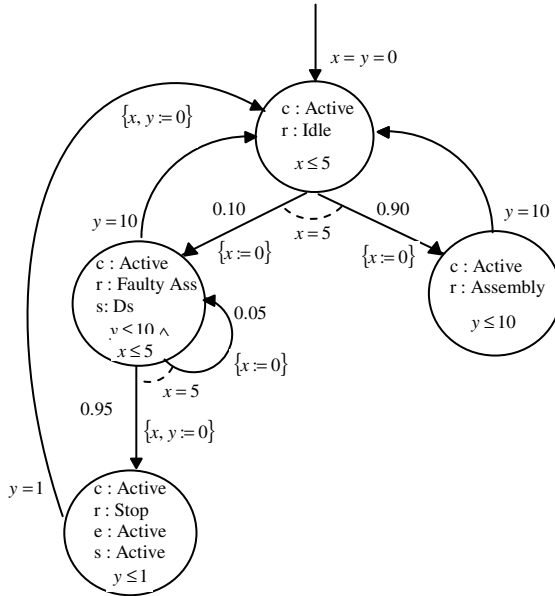 x = y = 0
c : Active
r : Idle
x ≤ 5
{x, y := 0}
0.10
0.90
x = 5
{x := 0}
{x := 0}
y = 10
y = 10
c : Active
r : Faulty Ass
s: Ds
y ≤ 10 ∧
x ≤ 5
c : Active
r : Assembly
y ≤ 10
0.05
{x := 0}
x = 5
0.95
{x, y := 0}
y = 1
c : Active
r : Stop
e : Active
s : Active
y ≤ 1